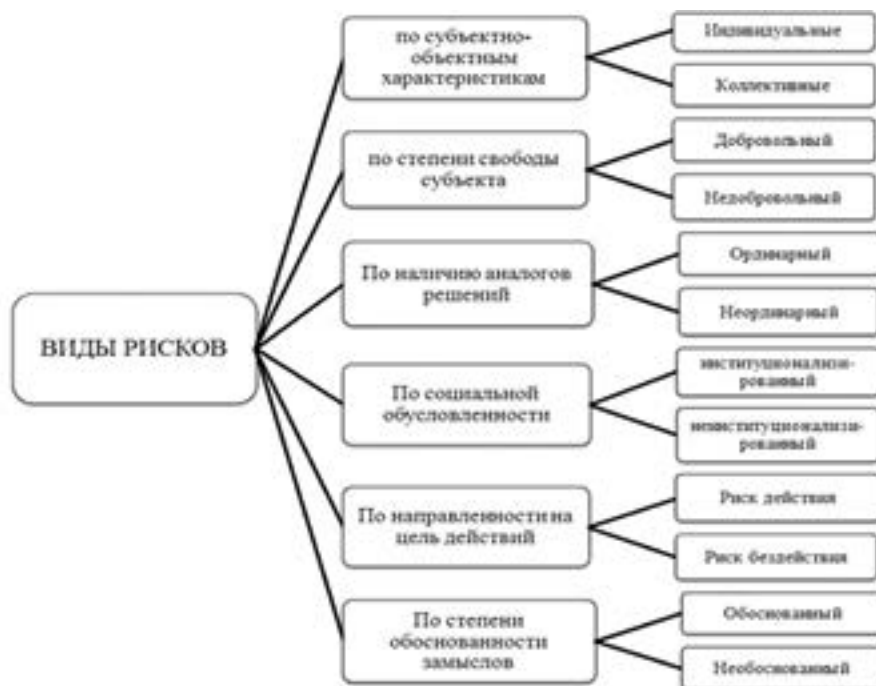 ВИДЫ РИСКОВ
по субъектно-
объектным
характеристикам
Индивидуальные
Коллективные
по степени свободы
субъекта
Добровольный
Недобровольный
По наличию аналогов
решений
Ординарный
Неординарный
По социальной
обусловленности
институционализи-
рованный
неинституционализи-
рованный
По направленности на
цель действий
Риск действия
Риск бездействия
По степени
обоснованности
замыслов
Обоснованный
Необоснованный